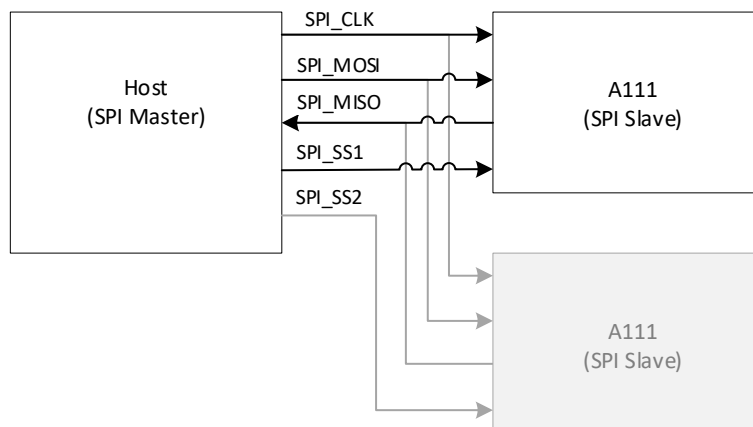 SPI_CLK
SPI_MOSI
Host
(SPI Master)
SPI_MISO
A111
(SPI Slave)
SPI_SS1
SPI_SS2
A111
(SPI Slave)